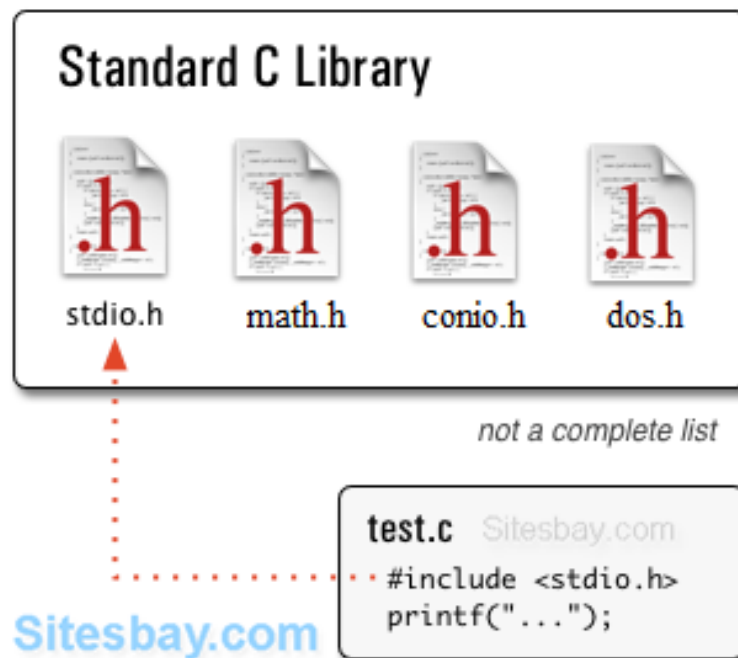 Standard C Library
.h .h .h .h
stdio.h math.h conio.h dos.h
not a complete list
test.c Sitesbay.com
#include <stdio.h>
printf("...");
Sitesbay.com